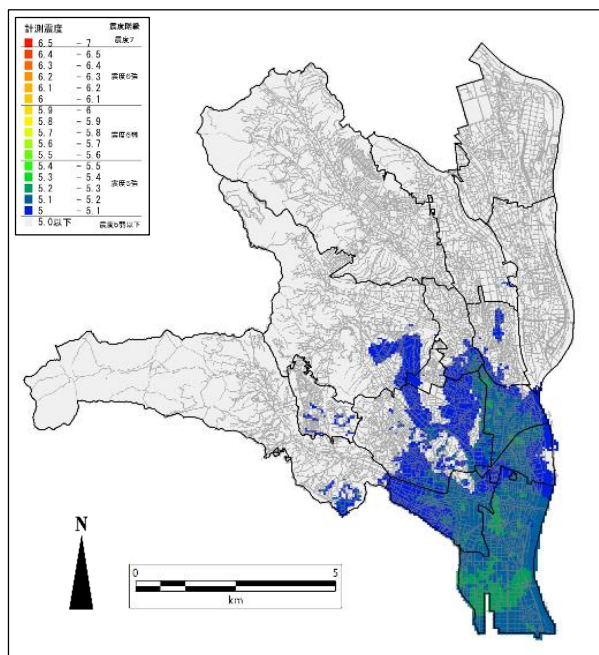 計測震度 震度階級
6.5 - 7 震度7
6.4 - 6.5
6.3 - 6.4
6.2 - 6.3 震度6強
6.1 - 6.2
6 - 6.1
5.9 - 6
5.8 - 5.9
5.7 - 5.8 震度6弱
5.6 - 5.7
5.5 - 5.6
5.4 - 5.5
5.3 - 5.4
5.2 - 5.3 震度5強
5.1 - 5.2
5 - 5.1
5.0以下 震度5弱以下
N
0 5
km